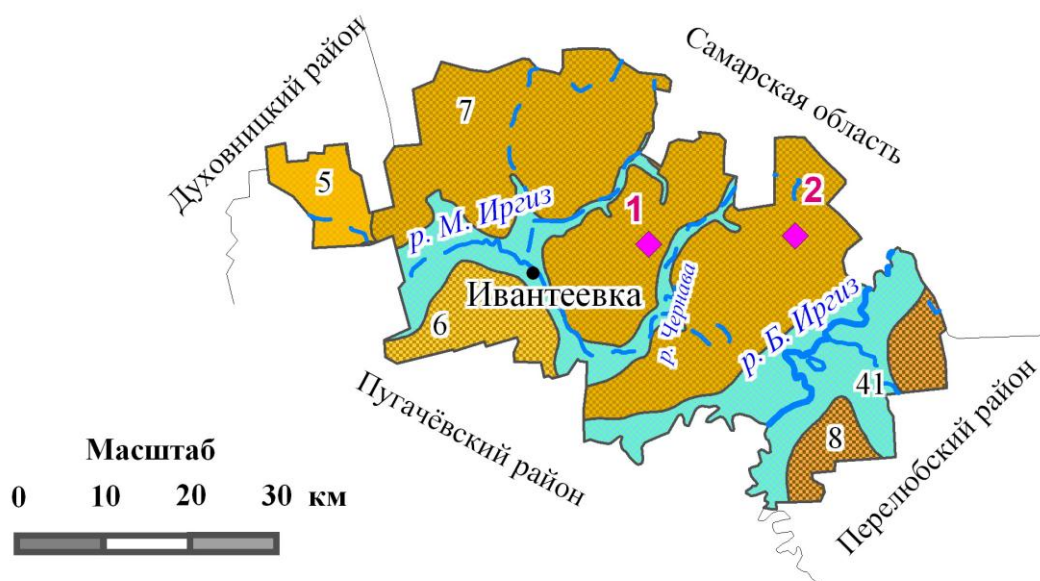 Духовницкий район
Самарская область
7
5
р. М. Иргиз
1
2
Ивантеевка
р. Чернава
6
р. Б. Иргиз
41
Пугачёвский район
8
Перелюбский район
Масштаб
0 10 20 30 км